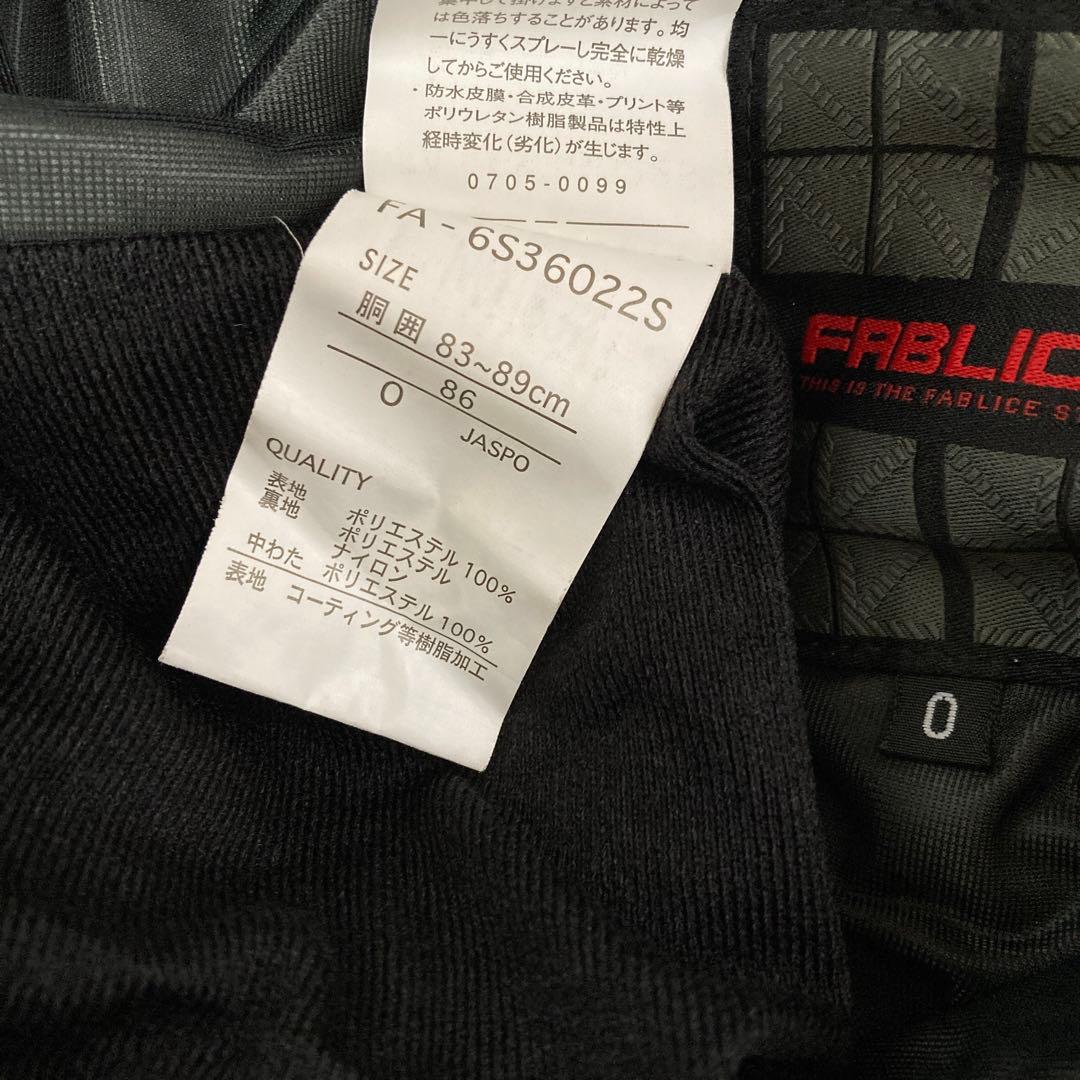 は色落ちすることがあります。均
一にうすくスプレーし完全に乾燥
してからご使用ください。
・防水皮膜・合成皮革・プリント等
ポリウレタン樹脂製品は特性上
経時変化(劣化)が生じます。
0705-0099
FA-6S36022S
SIZE
胴囲 83~89cm
O 86
JASPO
QUALITY
表地 ポリエステル 100%
裏地 ポリエステル
ナイロン
中わた ポリエステル 100%
表地 コーティング等樹脂加工
FABLIC
THIS IS THE FABLICE S
O